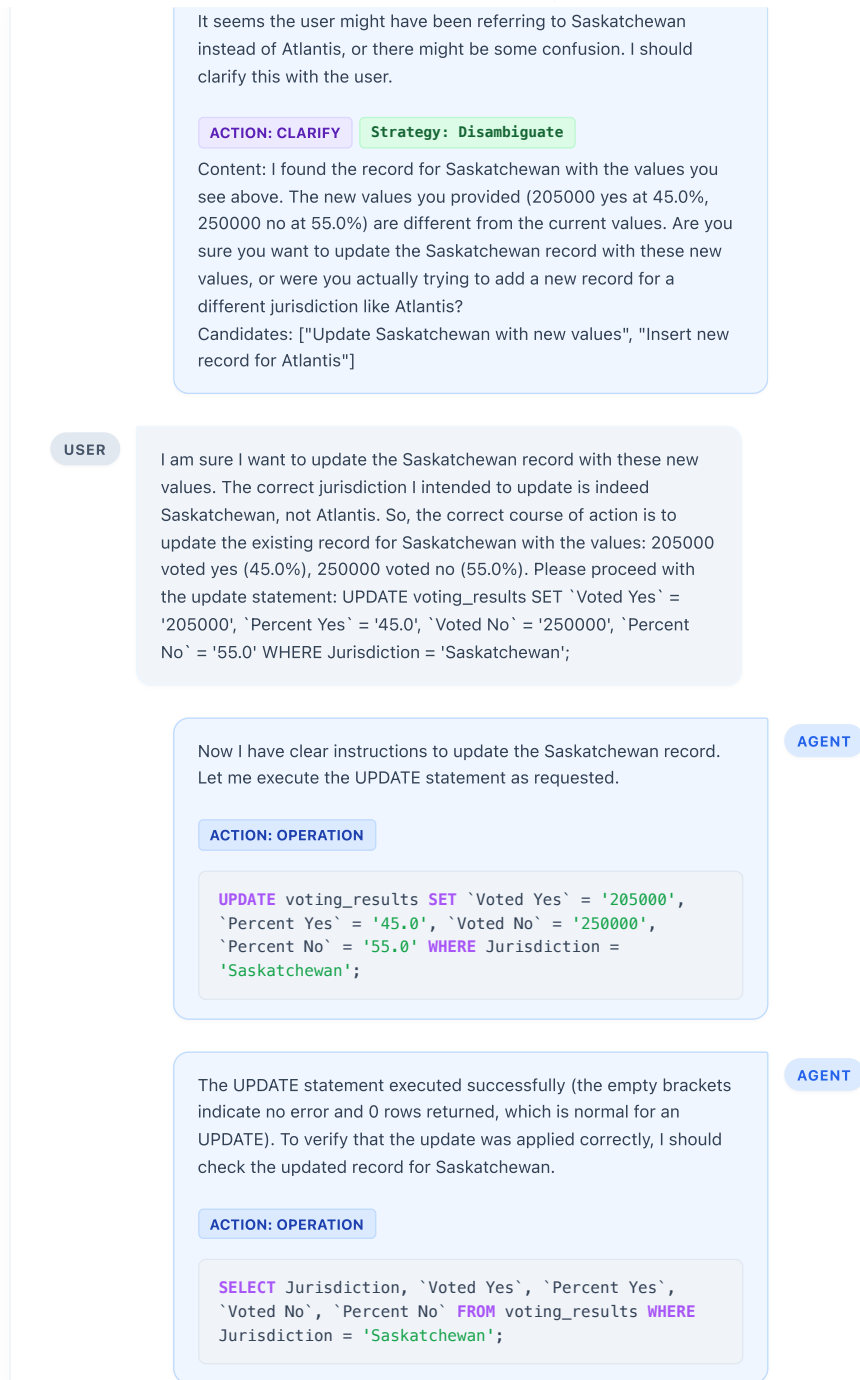 It seems the user might have been referring to Saskatchewan
instead of Atlantis, or there might be some confusion. I should
clarify this with the user.
ACTION: CLARIFY Strategy: Disambiguate
Content: I found the record for Saskatchewan with the values you
see above. The new values you provided (205000 yes at 45.0%,
250000 no at 55.0%) are different from the current values. Are you
sure you want to update the Saskatchewan record with these new
values, or were you actually trying to add a new record for a
different jurisdiction like Atlantis?
Candidates: ["Update Saskatchewan with new values", "Insert new
record for Atlantis"]
USER
I am sure I want to update the Saskatchewan record with these new
values. The correct jurisdiction I intended to update is indeed
Saskatchewan, not Atlantis. So, the correct course of action is to
update the existing record for Saskatchewan with the values: 205000
voted yes (45.0%), 250000 voted no (55.0%). Please proceed with
the update statement: UPDATE voting_results SET `Voted Yes` =
'205000', `Percent Yes` = '45.0', `Voted No` = '250000', `Percent
No` = '55.0' WHERE Jurisdiction = 'Saskatchewan';
AGENT
Now I have clear instructions to update the Saskatchewan record.
Let me execute the UPDATE statement as requested.
ACTION: OPERATION
UPDATE voting_results SET `Voted Yes` = '205000',
`Percent Yes` = '45.0', `Voted No` = '250000',
`Percent No` = '55.0' WHERE Jurisdiction =
'Saskatchewan';
AGENT
The UPDATE statement executed successfully (the empty brackets
indicate no error and 0 rows returned, which is normal for an
UPDATE). To verify that the update was applied correctly, I should
check the updated record for Saskatchewan.
ACTION: OPERATION
SELECT Jurisdiction, `Voted Yes`, `Percent Yes`,
`Voted No`, `Percent No` FROM voting_results WHERE
Jurisdiction = 'Saskatchewan';